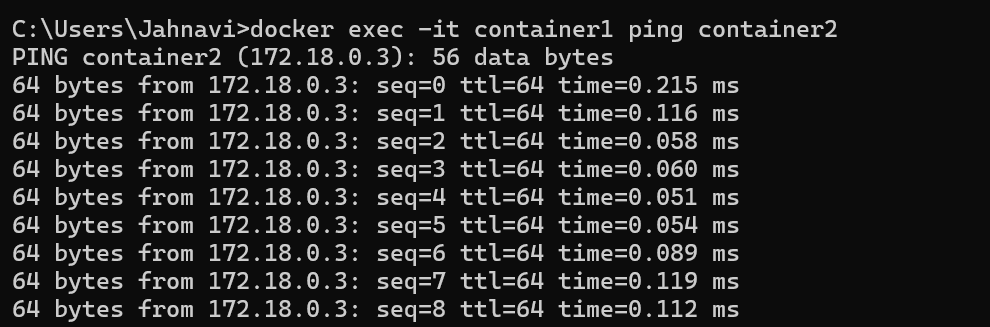 C:\Users\Jahnavi>docker exec -it container1 ping container2
PING container2 (172.18.0.3): 56 data bytes
64 bytes from 172.18.0.3: seq=0 ttl=64 time=0.215 ms
64 bytes from 172.18.0.3: seq=1 ttl=64 time=0.116 ms
64 bytes from 172.18.0.3: seq=2 ttl=64 time=0.058 ms
64 bytes from 172.18.0.3: seq=3 ttl=64 time=0.060 ms
64 bytes from 172.18.0.3: seq=4 ttl=64 time=0.051 ms
64 bytes from 172.18.0.3: seq=5 ttl=64 time=0.054 ms
64 bytes from 172.18.0.3: seq=6 ttl=64 time=0.089 ms
64 bytes from 172.18.0.3: seq=7 ttl=64 time=0.119 ms
64 bytes from 172.18.0.3: seq=8 ttl=64 time=0.112 ms